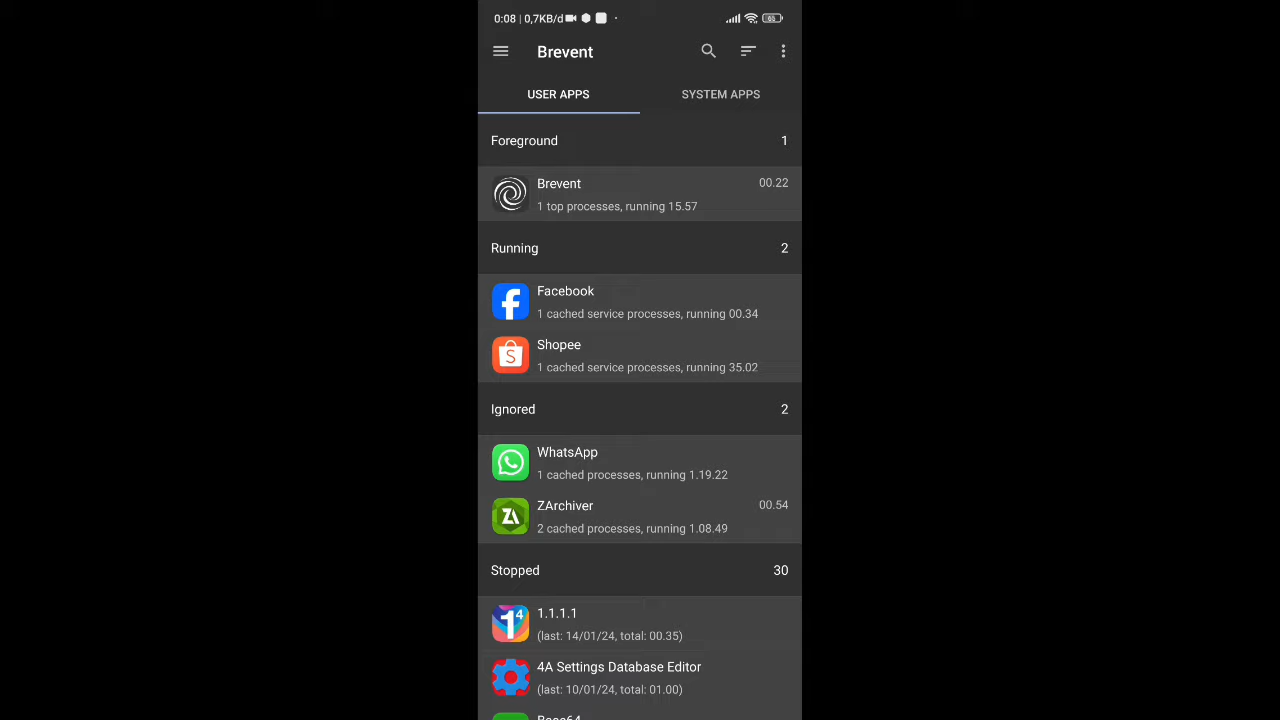 0:08 | 0,7KB/d
Brevent
USER APPS
SYSTEM APPS
Foreground 1
Brevent 00.22
1 top processes, running 15.57
Running 2
Facebook
1 cached service processes, running 00.34
Shopee
1 cached service processes, running 35.02
Ignored 2
WhatsApp
1 cached processes, running 1.19.22
ZArchiver 00.54
2 cached processes, running 1.08.49
Stopped 30
1.1.1.1
(last: 14/01/24, total: 00.35)
4A Settings Database Editor
(last: 10/01/24, total: 01.00)
Base64